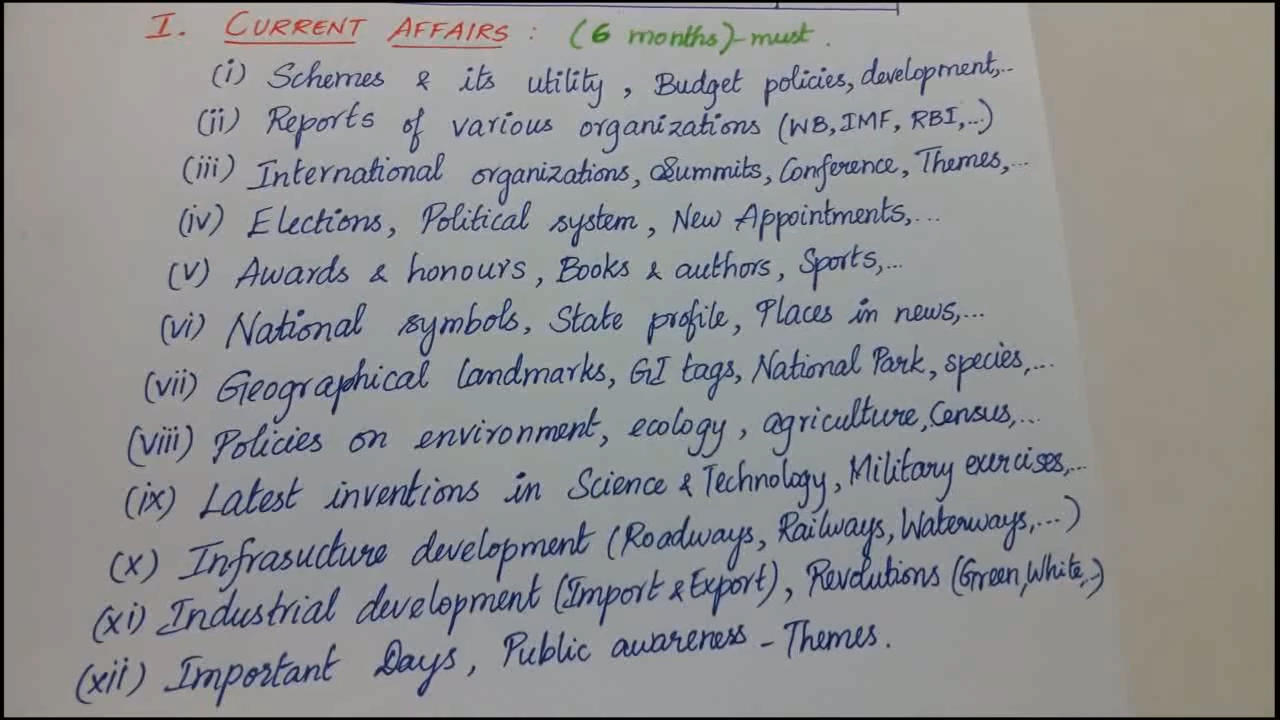 I. CURRENT AFFAIRS : (6 months)-must.
(i) Schemes & its utility, Budget policies, development,..
(ii) Reports of various organizations (WB, IMF, RBI,...)
(iii) International organizations, Summits, Conference, Themes,...
(iv) Elections, Political system, New Appointments,...
(v) Awards & honours, Books & authors, Sports,...
(vi) National symbols, State profile, Places in news,...
(vii) Geographical landmarks, GI tags, National Park, species,...
(viii) Policies on environment, ecology, agriculture, Census,...
(ix) Latest inventions in Science & Technology, Military exercises,...
(x) Infrasucture development (Roadways, Railways, Waterways,...)
(xi) Industrial development (Import & Export), Revolutions (Green, White,..)
(xii) Important Days, Public awareness - Themes.